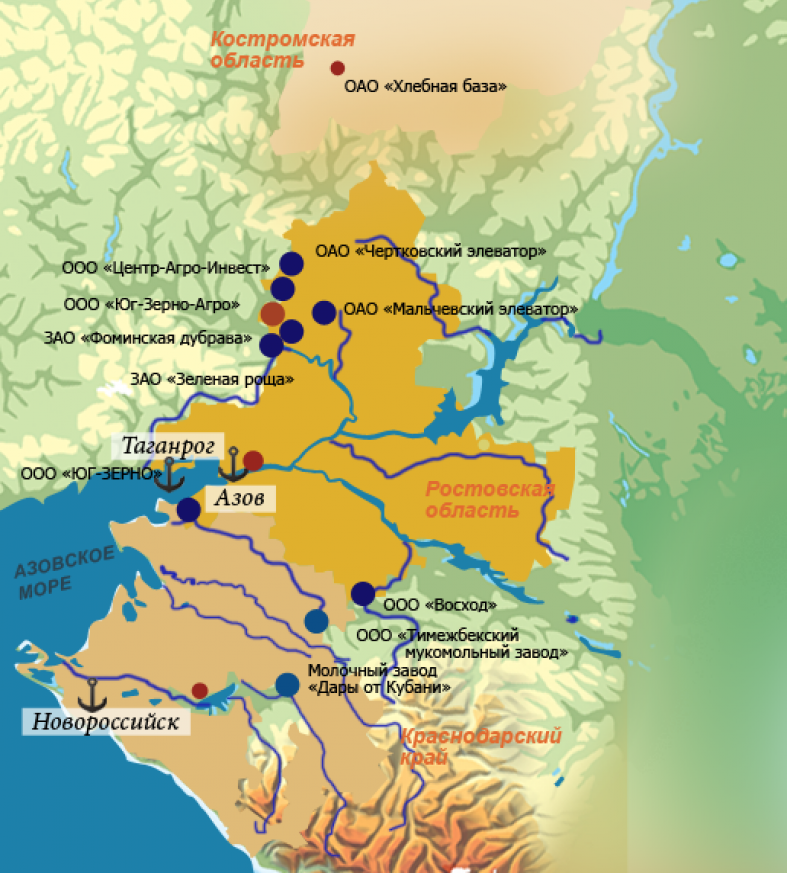 Костромская
область
ОАО «Хлебная база»
ОАО «Чертковский элеватор»
ООО «Центр-Агро-Инвест»
ООО «Юг-Зерно-Агро»
ОАО «Мальчевский элеватор»
ЗАО «Фоминская дубрава»
ЗАО «Зеленая роща»
Таганрог
ООО «ЮГ-ЗЕРНО»
Азов
Ростовская
область
АЗОВСКОЕ
МОРЕ
ООО «Восход»
ООО «Тимежбекский
мукомольный завод»
Молочный завод
«Дары от Кубани»
Новороссийск
Краснодарский
край